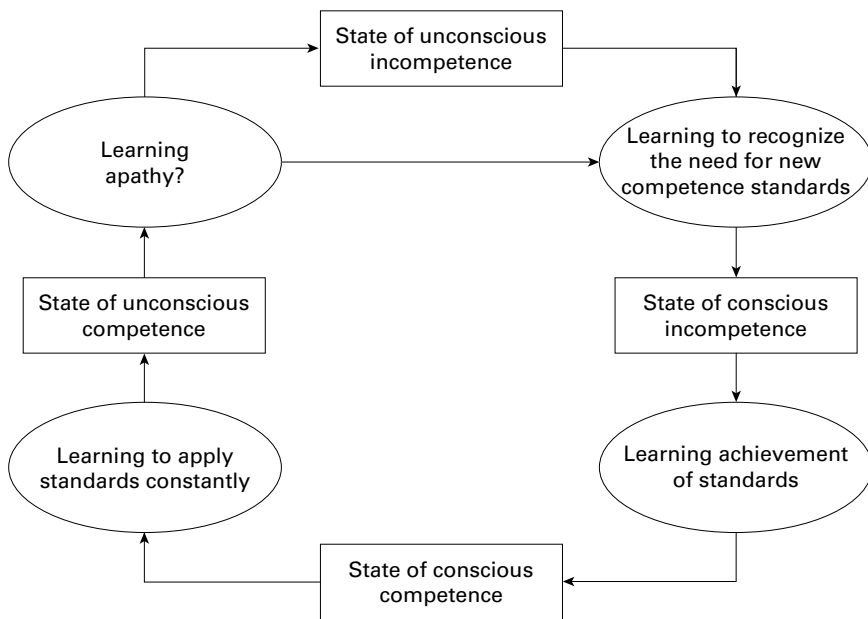 State of unconscious
incompetence
Learning
apathy?
Learning to recognize
the need for new
competence standards
State of unconscious
competence
State of conscious
incompetence
Learning to apply
standards constantly
Learning achievement
of standards
State of conscious
competence